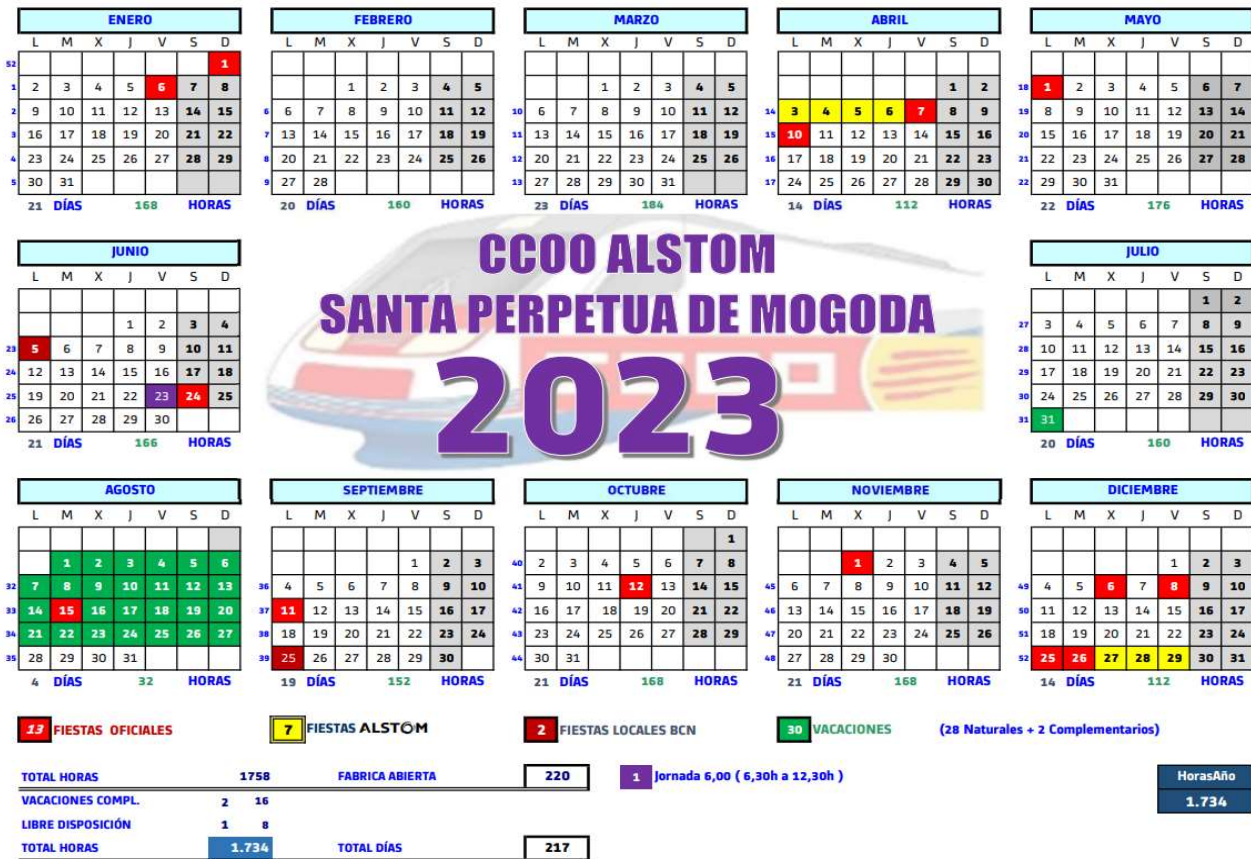 ENERO
L M X J V S D
52 1
1 2 3 4 5 6 7 8
2 9 10 11 12 13 14 15
3 16 17 18 19 20 21 22
4 23 24 25 26 27 28 29
5 30 31
21 DÍAS 168 HORAS
FEBRERO
L M X J V S D
1 2 3 4 5
6 6 7 8 9 10 11 12
7 13 14 15 16 17 18 19
8 20 21 22 23 24 25 26
9 27 28
20 DÍAS 160 HORAS
MARZO
L M X J V S D
1 2 3 4 5
10 6 7 8 9 10 11 12
11 13 14 15 16 17 18 19
12 20 21 22 23 24 25 26
13 27 28 29 30 31
23 DÍAS 184 HORAS
ABRIL
L M X J V S D
1 2
14 3 4 5 6 7 8 9
15 10 11 12 13 14 15 16
16 17 18 19 20 21 22 23
17 24 25 26 27 28 29 30
14 DÍAS 112 HORAS
MAYO
L M X J V S D
18 1 2 3 4 5 6 7
19 8 9 10 11 12 13 14
20 15 16 17 18 19 20 21
21 22 23 24 25 26 27 28
22 29 30 31
22 DÍAS 176 HORAS
JUNIO
L M X J V S D
1 2 3 4
23 5 6 7 8 9 10 11
24 12 13 14 15 16 17 18
25 19 20 21 22 23 24 25
26 26 27 28 29 30
21 DÍAS 166 HORAS
CCOO ALSTOM
SANTA PERPETUA DE MOGODA
2023
JULIO
L M X J V S D
1 2
27 3 4 5 6 7 8 9
28 10 11 12 13 14 15 16
29 17 18 19 20 21 22 23
30 24 25 26 27 28 29 30
31 31
20 DÍAS 160 HORAS
AGOSTO
L M X J V S D
1 2 3 4 5 6
32 7 8 9 10 11 12 13
33 14 15 16 17 18 19 20
34 21 22 23 24 25 26 27
35 28 29 30 31
4 DÍAS 32 HORAS
SEPTIEMBRE
L M X J V S D
1 2 3
36 4 5 6 7 8 9 10
37 11 12 13 14 15 16 17
38 18 19 20 21 22 23 24
39 25 26 27 28 29 30
19 DÍAS 152 HORAS
OCTUBRE
L M X J V S D
1
40 2 3 4 5 6 7 8
41 9 10 11 12 13 14 15
42 16 17 18 19 20 21 22
43 23 24 25 26 27 28 29
44 30 31
21 DÍAS 168 HORAS
NOVIEMBRE
L M X J V S D
1 2 3 4 5
45 6 7 8 9 10 11 12
46 13 14 15 16 17 18 19
47 20 21 22 23 24 25 26
48 27 28 29 30
21 DÍAS 168 HORAS
DICIEMBRE
L M X J V S D
1 2 3
49 4 5 6 7 8 9 10
50 11 12 13 14 15 16 17
51 18 19 20 21 22 23 24
52 25 26 27 28 29 30 31
14 DÍAS 112 HORAS
13 FIESTAS OFICIALES 7 FIESTAS ALSTOM 2 FIESTAS LOCALES BCN 30 VACACIONES (28 Naturales + 2 Complementarios)
TOTAL HORAS 1758 FABRICA ABIERTA 220 1 Jornada 6,00 ( 6,30h a 12,30h ) HorasAño
VACACIONES COMPL. 2 16 1.734
LIBRE DISPOSICIÓN 1 8
TOTAL HORAS 1.734 TOTAL DÍAS 217